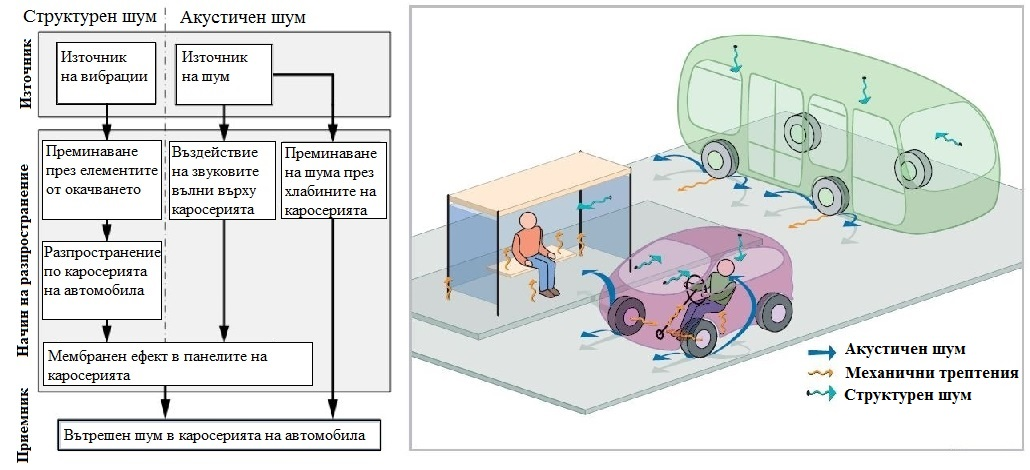 Структурен шум
Акустичен шум
Източник
Източник
на вибрации
Източник
на шум
Начин на разпространение
Преминаване
през елементите
от окачването
Въздействие
на звуковите
вълни върху
каросерията
Преминаване
на шума през
хлабините на
каросерията
Разпространение
по каросерията
на автомобила
Мембранен ефект в панелите на
каросерията
Приемник
Вътрешен шум в каросерията на автомобила
Акустичен шум
Механични трептения
Структурен шум